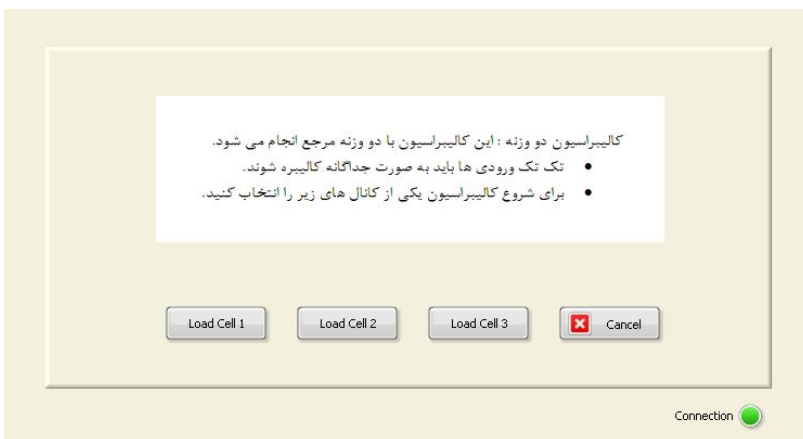 کالیبراسیون دو وزنه : این کالیبراسیون با دو وزنه مرجع انجام می شود.
• تک تک ورودی ها باید به صورت جداگانه کالیبره شوند.
• برای شروع کالیبراسیون یکی از کانال های زیر را انتخاب کنید.
Load Cell 1 Load Cell 2 Load Cell 3 Cancel
Connection